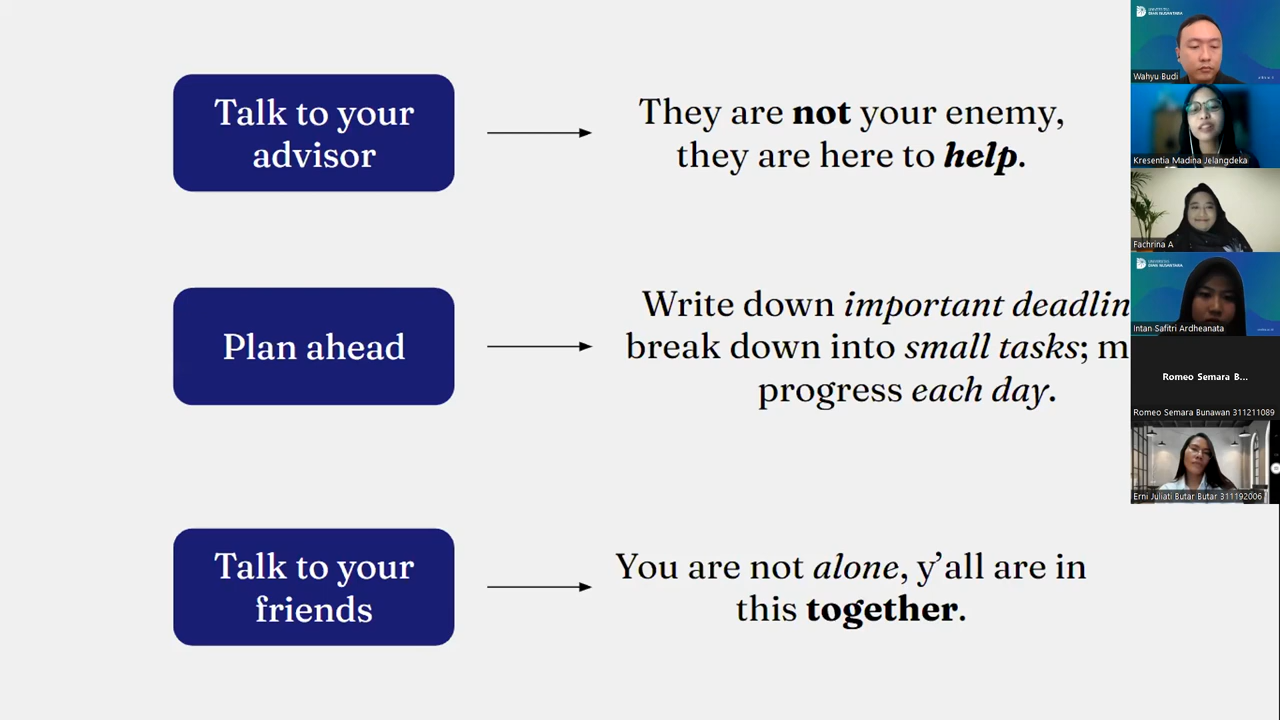 Talk to your
advisor
They are not your enemy,
they are here to help.
Plan ahead
Write down important deadlin
break down into small tasks; m
progress each day.
Talk to your
friends
You are not alone, y’all are in
this together.
Wahyu Budi
Kresentia Madina Jelangdeka
Fachrina A
UNIVERSITAS
DIAN NUSANTARA
Intan Safitri Ardheanata
Romeo Semara B...
Romeo Semara Bunawan 311211089
Erni Juliati Butar Butar 311192006